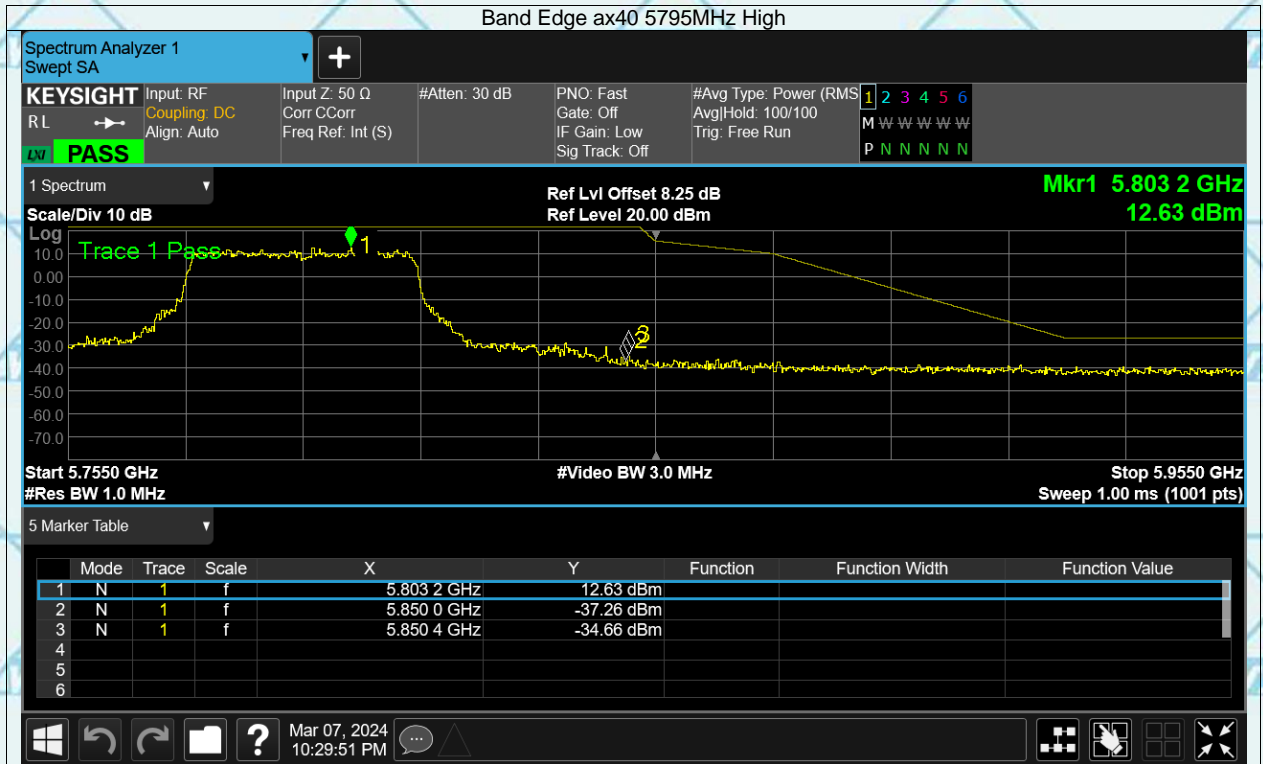 Band Edge ax40 5795MHz High
Spectrum Analyzer 1
Swept SA
KEYSIGHT
R L
LXI PASS
Input: RF
Coupling: DC
Align: Auto
Input Z: 50 Ω
Corr CCorr
Freq Ref: Int (S)
#Atten: 30 dB
PNO: Fast
Gate: Off
IF Gain: Low
Sig Track: Off
#Avg Type: Power (RMS
Avg|Hold: 100/100
Trig: Free Run
1 2 3 4 5 6
M W W W W W W
P N N N N N N
1 Spectrum
Scale/Div 10 dB
Ref Lvl Offset 8.25 dB
Ref Level 20.00 dBm
Mkr1 5.803 2 GHz
12.63 dBm
Log
Trace 1 Pass
1
2
3
10.0
0.00
-10.0
-20.0
-30.0
-40.0
-50.0
-60.0
-70.0
Start 5.7550 GHz
#Res BW 1.0 MHz
#Video BW 3.0 MHz
Stop 5.9550 GHz
Sweep 1.00 ms (1001 pts)
5 Marker Table
Mode Trace Scale X Y Function Function Width Function Value
1 N 1 f 5.803 2 GHz 12.63 dBm
2 N 1 f 5.850 0 GHz -37.26 dBm
3 N 1 f 5.850 4 GHz -34.66 dBm
4
5
6
?
Mar 07, 2024
10:29:51 PM